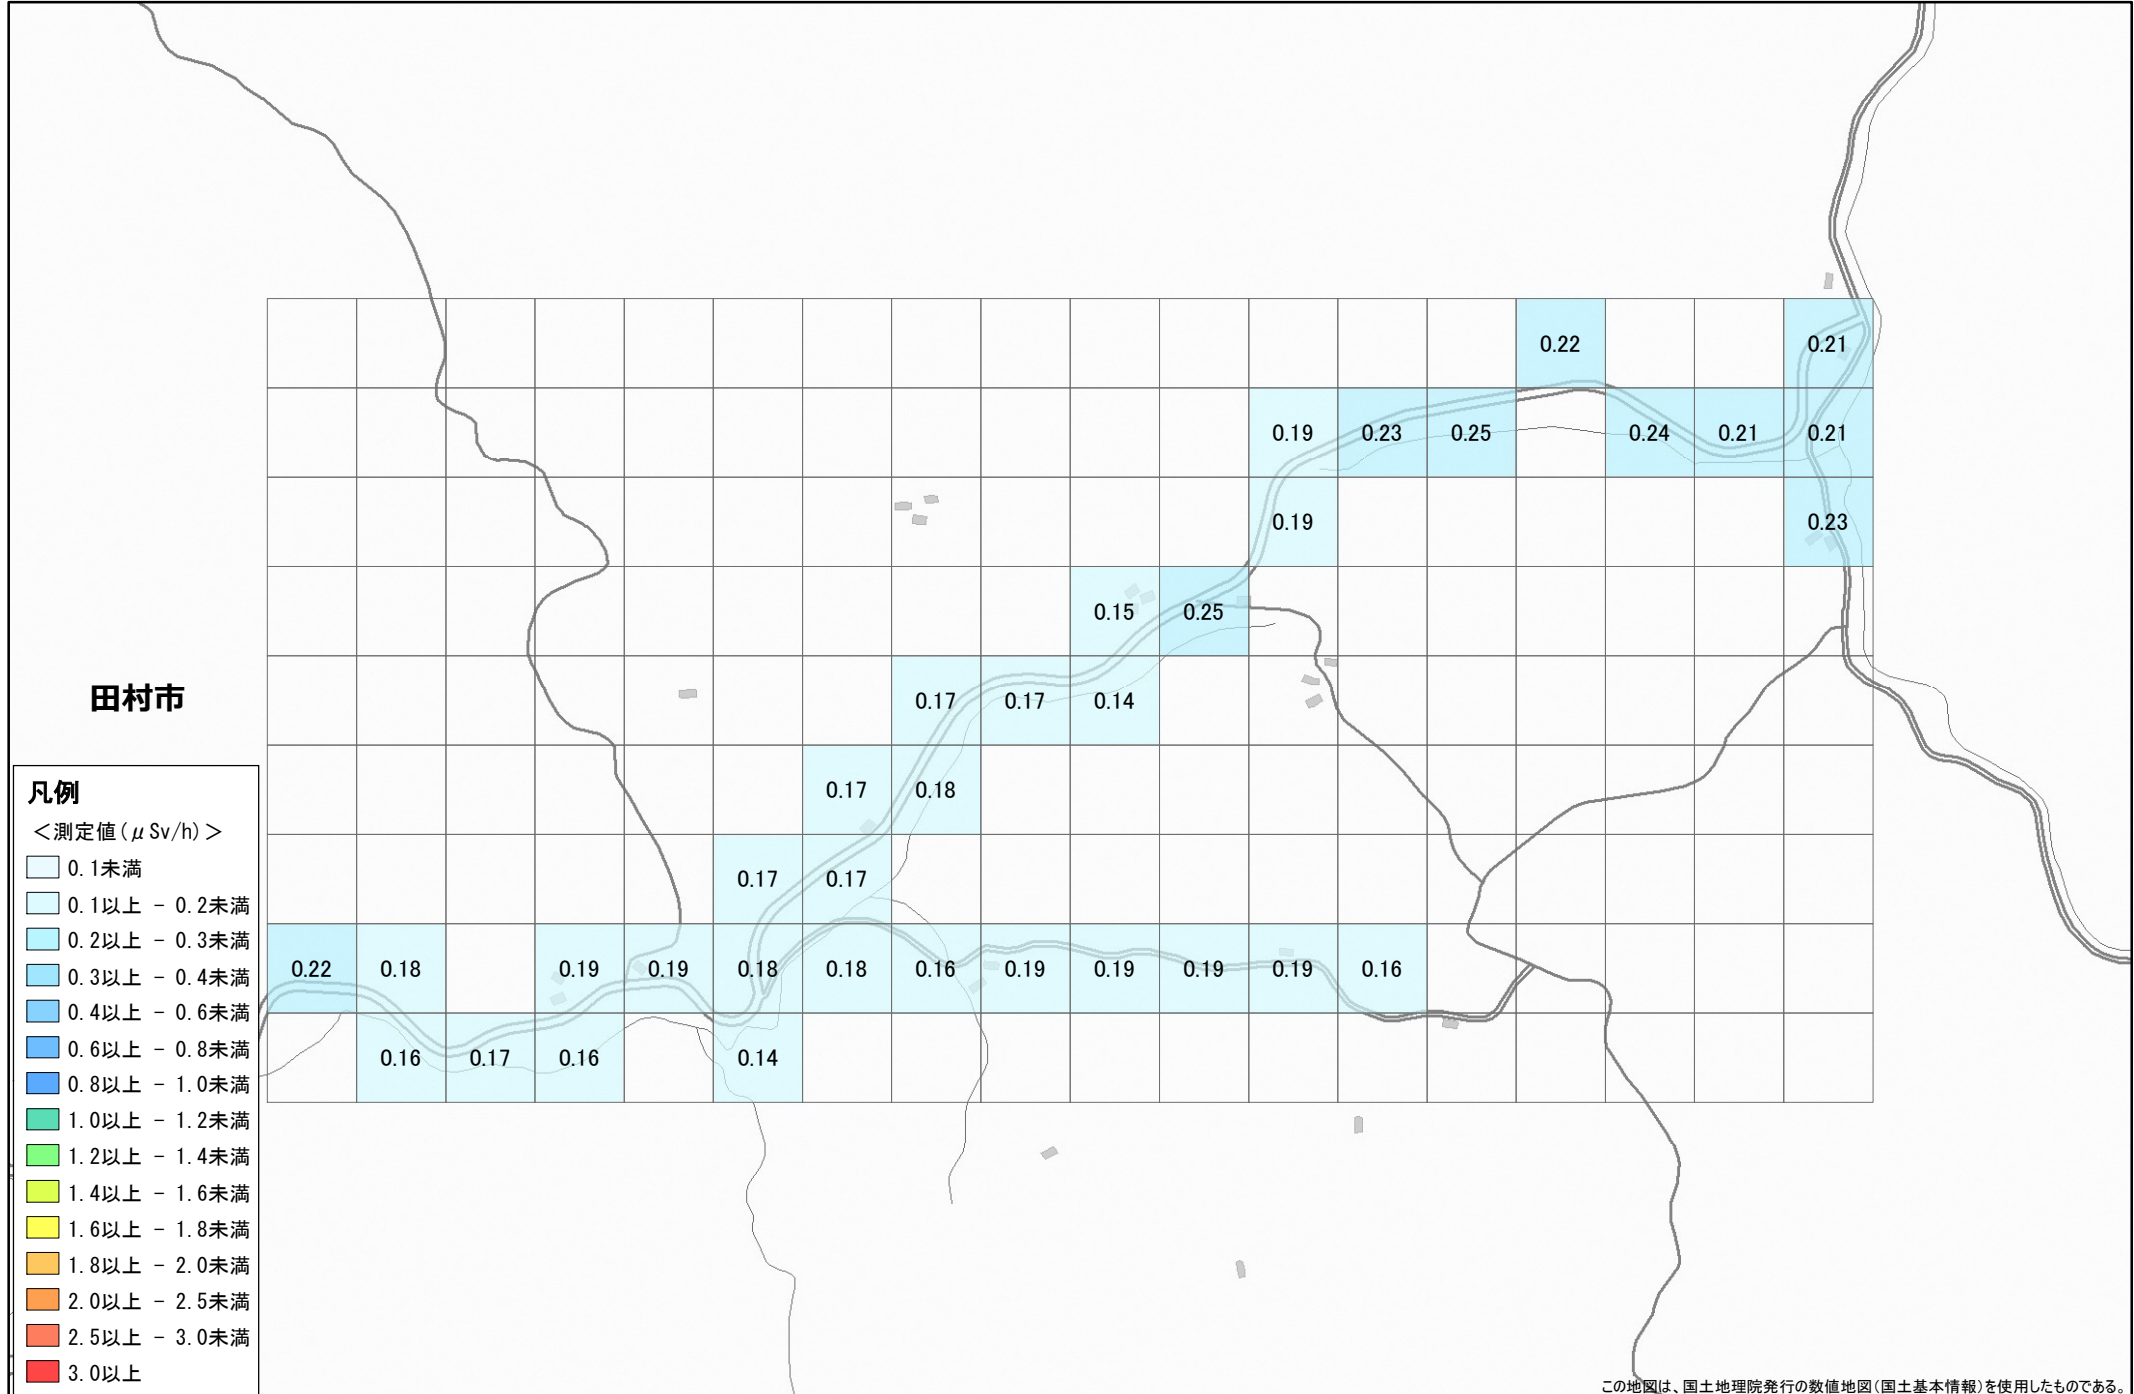 0.22 0.21
0.19 0.23 0.25 0.24 0.21 0.21
0.19 0.23
0.15 0.25
田村市
0.17 0.17 0.14
0.17 0.18
0.17 0.17
0.22 0.18 0.19 0.19 0.18 0.18 0.16 0.19 0.19 0.19 0.19 0.16
0.16 0.17 0.16 0.14
凡例
＜測定値(μSv/h)＞
0.1未満
0.1以上 - 0.2未満
0.2以上 - 0.3未満
0.3以上 - 0.4未満
0.4以上 - 0.6未満
0.6以上 - 0.8未満
0.8以上 - 1.0未満
1.0以上 - 1.2未満
1.2以上 - 1.4未満
1.4以上 - 1.6未満
1.6以上 - 1.8未満
1.8以上 - 2.0未満
2.0以上 - 2.5未満
2.5以上 - 3.0未満
3.0以上
この地図は、国土地理院発行の数値地図(国土基本情報)を使用したものである。